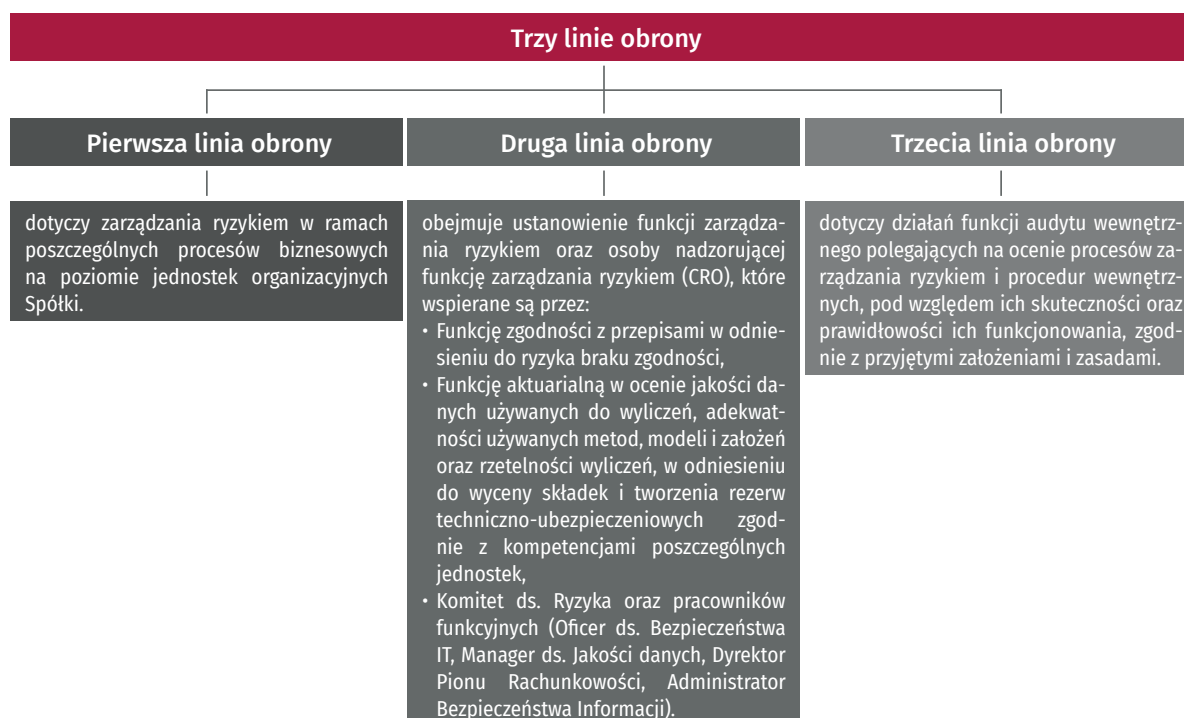 Trzy linie obrony
Pierwsza linia obrony
dotyczy zarządzania ryzykiem w ramach
poszczególnych procesów biznesowych
na poziomie jednostek organizacyjnych
Spółki.
Druga linia obrony
obejmuje ustanowienie funkcji zarządza-
nia ryzykiem oraz osoby nadzorującej
funkcję zarządzania ryzykiem (CRO), które
wspierane są przez:
• Funkcję zgodności z przepisami w odnie-
sieniu do ryzyka braku zgodności,
• Funkcję aktuarialną w ocenie jakości da-
nych używanych do wyliczeń, adekwat-
ności używanych metod, modeli i założeń
oraz rzetelności wyliczeń, w odniesieniu
do wyceny składek i tworzenia rezerw
techniczno-ubezpieczeniowych zgod-
nie z kompetencjami poszczególnych
jednostek,
• Komitet ds. Ryzyka oraz pracowników
funkcyjnych (Oficer ds. Bezpieczeństwa
IT, Manager ds. Jakości danych, Dyrektor
Pionu Rachunkowości, Administrator
Bezpieczeństwa Informacji).
Trzecia linia obrony
dotyczy działań funkcji audytu wewnętrz-
nego polegających na ocenie procesów za-
rządzania ryzykiem i procedur wewnętrz-
nych, pod względem ich skuteczności oraz
prawidłowości ich funkcjonowania, zgod-
nie z przyjętymi założeniami i zasadami.